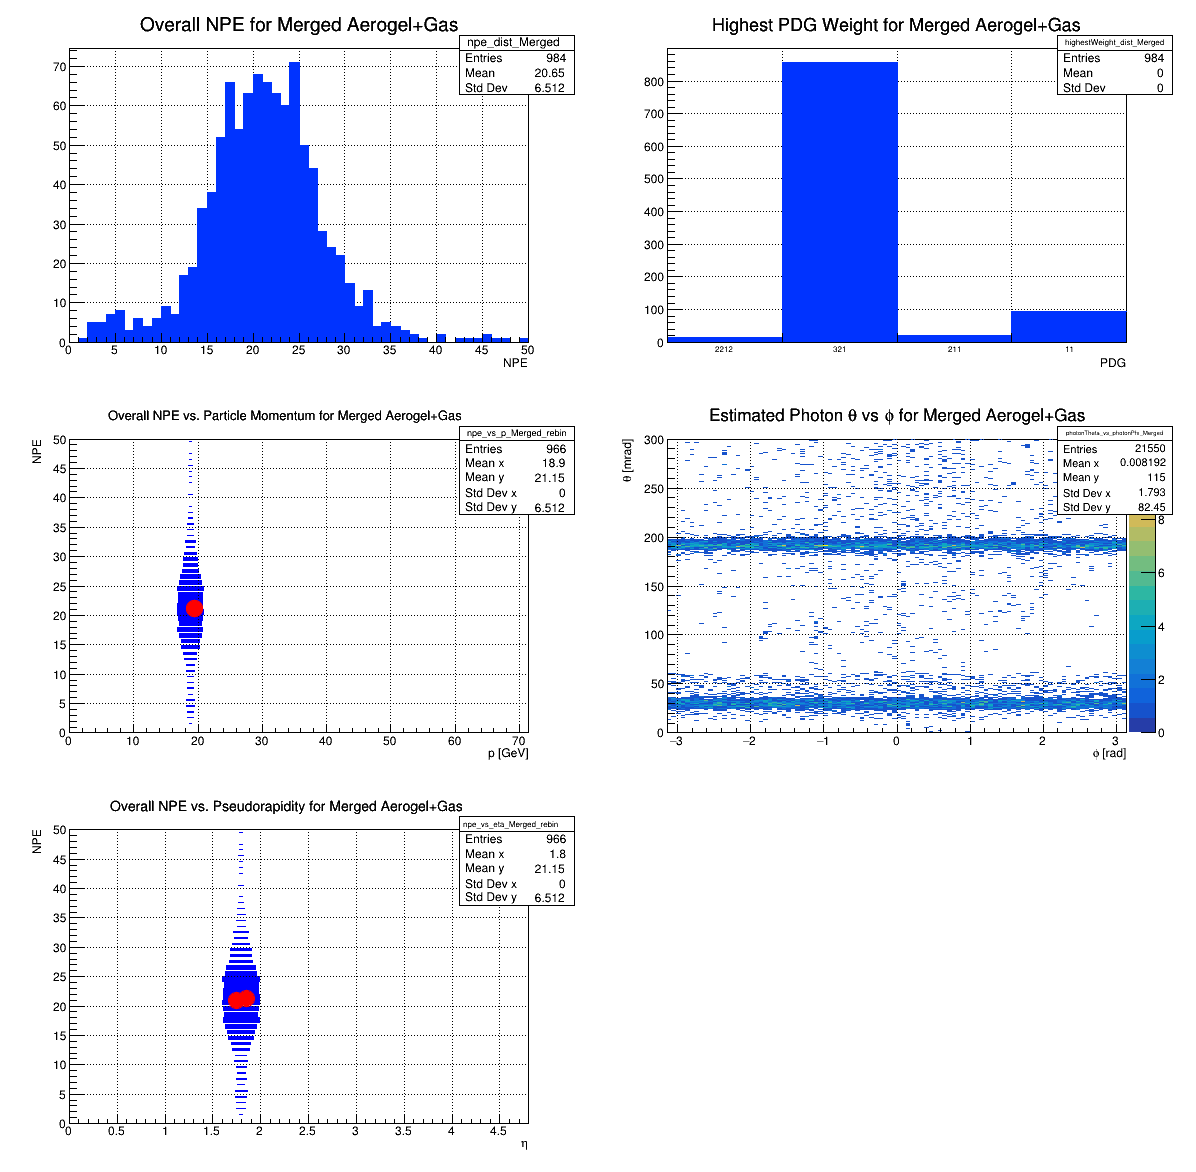 Overall NPE for Merged Aerogel+Gas
npe_dist_Merged
Entries 984
Mean 20.65
Std Dev 6.512
70
60
50
40
30
20
10
0
0 5 10 15 20 25 30 35 40 45 50
NPE
Highest PDG Weight for Merged Aerogel+Gas
highestWeight_dist_Merged
Entries 984
Mean 0
Std Dev 0
800
700
600
500
400
300
200
100
0
2212 321 211 11
PDG
Overall NPE vs. Particle Momentum for Merged Aerogel+Gas
npe_vs_p_Merged_rebin
Entries 966
Mean x 18.9
Mean y 21.15
Std Dev x 0
Std Dev y 6.512
NPE
50
45
40
35
30
25
20
15
10
5
0
0 10 20 30 40 50 60 70
p [GeV]
Estimated Photon θ vs ϕ for Merged Aerogel+Gas
photonTheta_vs_photonPhi_Merged
Entries 21550
Mean x 0.008192
Mean y 115
Std Dev x 1.793
Std Dev y 82.45
θ [mrad]
300
250
200
150
100
50
0
−3 −2 −1 0 1 2 3
ϕ [rad]
8
6
4
2
0
Overall NPE vs. Pseudorapidity for Merged Aerogel+Gas
npe_vs_eta_Merged_rebin
Entries 966
Mean x 1.8
Mean y 21.15
Std Dev x 0
Std Dev y 6.512
NPE
50
45
40
35
30
25
20
15
10
5
0
0 0.5 1 1.5 2 2.5 3 3.5 4 4.5
η